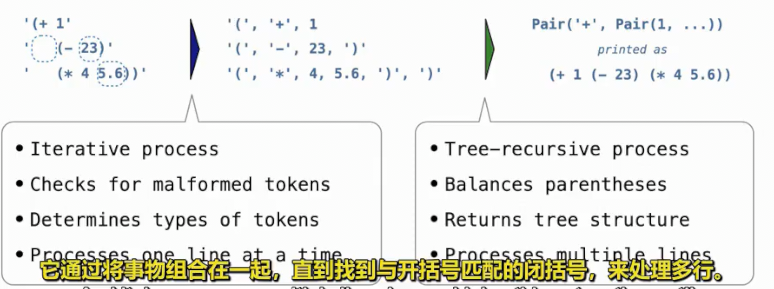 '(+ 1' '(', '+', 1 Pair('+', Pair(1, ...))
' (- 23)' '(', '-', 23, ')' printed as
' (* 4 5.6))' '(', '*', 4, 5.6, ')', ')' (+ 1 (- 23) (* 4 5.6))
• Iterative process
• Checks for malformed tokens
• Determines types of tokens
• Processes one line at a time
• Tree-recursive process
• Balances parentheses
• Returns tree structure
• Processes multiple lines
它通过将事物组合在一起，直到找到与开括号匹配的闭括号，来处理多行。